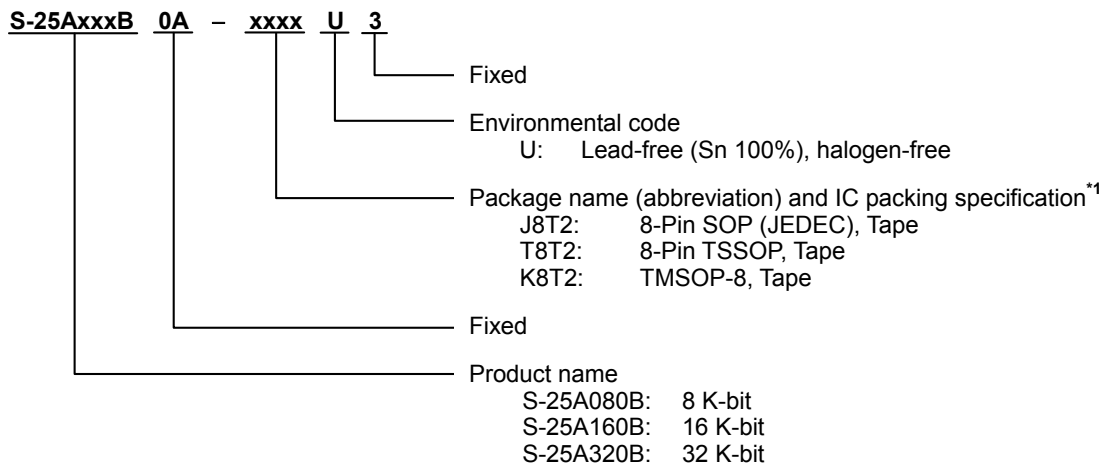 S-25AxxxB 0A – xxxx U 3
Fixed
Environmental code
U: Lead-free (Sn 100%), halogen-free
Package name (abbreviation) and IC packing specification*1
J8T2: 8-Pin SOP (JEDEC), Tape
T8T2: 8-Pin TSSOP, Tape
K8T2: TMSOP-8, Tape
Fixed
Product name
S-25A080B: 8 K-bit
S-25A160B: 16 K-bit
S-25A320B: 32 K-bit